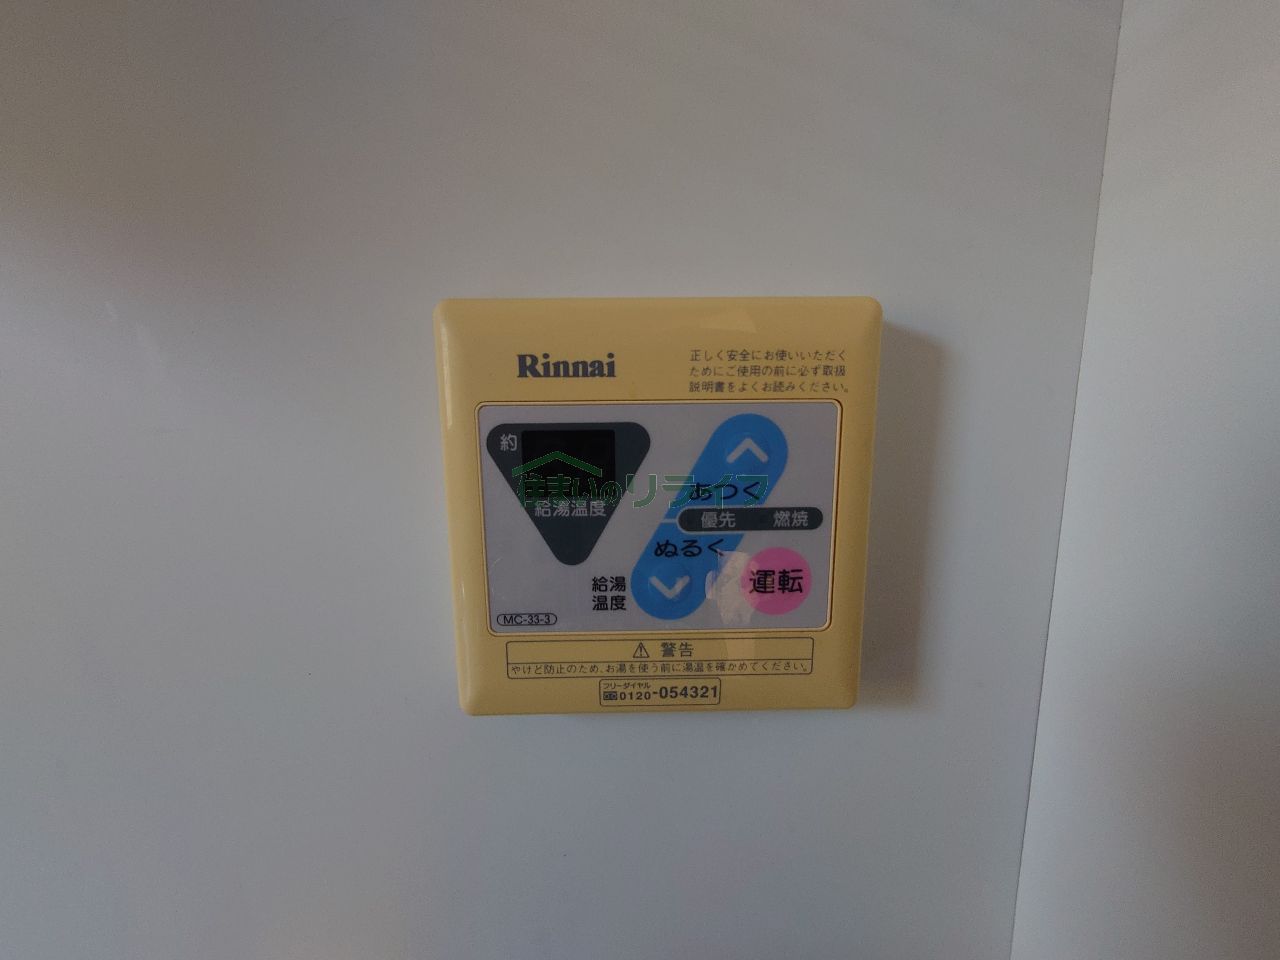 Rinnai
正しく安全にお使いいただく
ためにご使用の前に必ず取扱
説明書をよくお読みください。
約
給湯温度
住まいのリライフ
あつく
優先 燃焼
ぬるく
給湯
温度
運転
MC-33-3
⚠ 警告
やけど防止のため、お湯を使う前に湯温を確かめてください。
フリーダイヤル
0120-054321